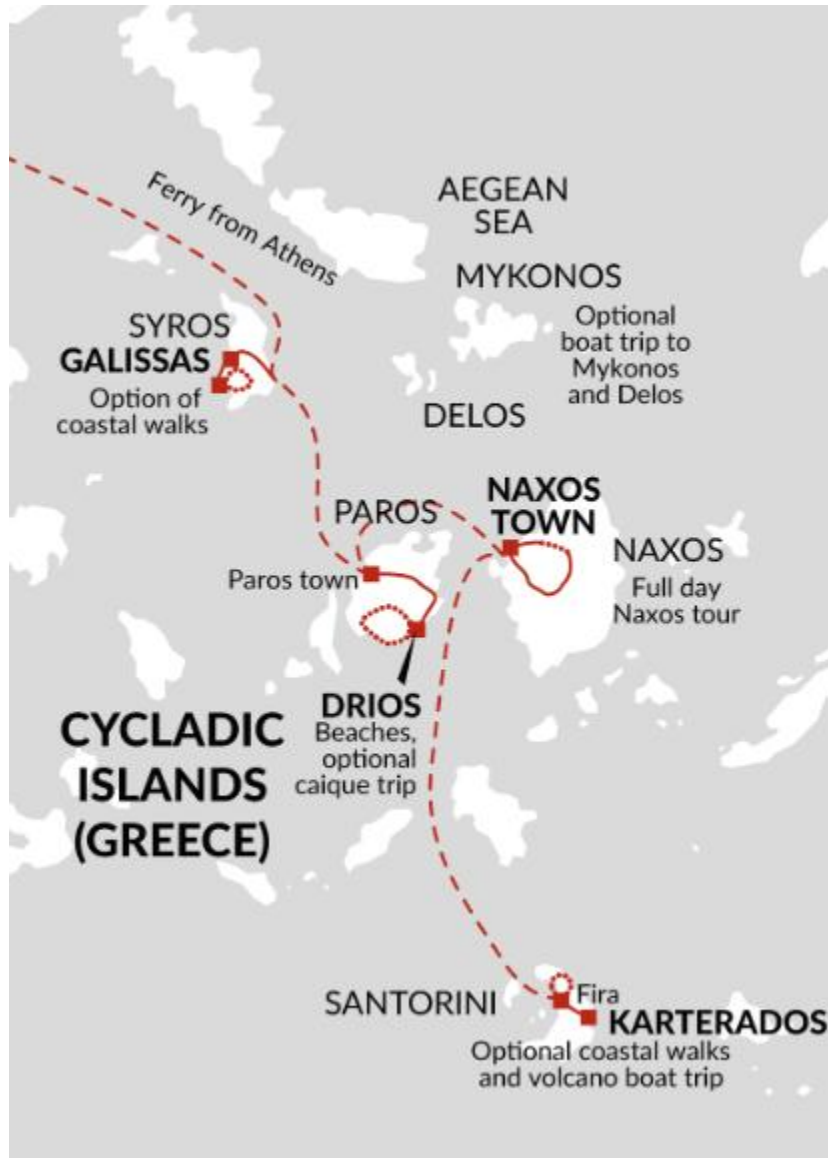 Ferry from Athens
AEGEAN
SEA
MYKONOS
Optional
boat trip to
Mykonos
and Delos
SYROS
GALISSAS
Option of
coastal walks
DELOS
PAROS
NAXOS
TOWN
NAXOS
Full day
Naxos tour
Paros town
DRIOS
Beaches,
optional
caique trip
CYCLADIC
ISLANDS
(GREECE)
SANTORINI
Fira
KARTERADOS
Optional coastal walks
and volcano boat trip